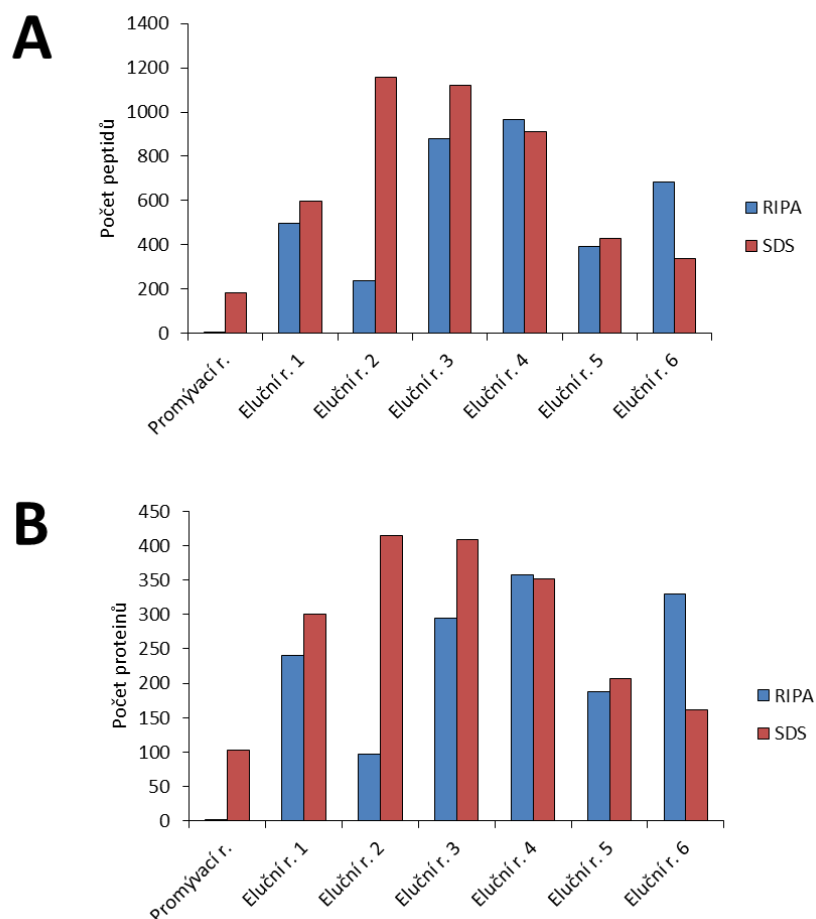 A
1400
1200
1000
800
600
400
200
0
Počet peptidů
Promývací r.
Eluční r. 1
Eluční r. 2
Eluční r. 3
Eluční r. 4
Eluční r. 5
Eluční r. 6
RIPA
SDS
B
450
400
350
300
250
200
150
100
50
0
Počet proteinů
Promývací r.
Eluční r. 1
Eluční r. 2
Eluční r. 3
Eluční r. 4
Eluční r. 5
Eluční r. 6
RIPA
SDS